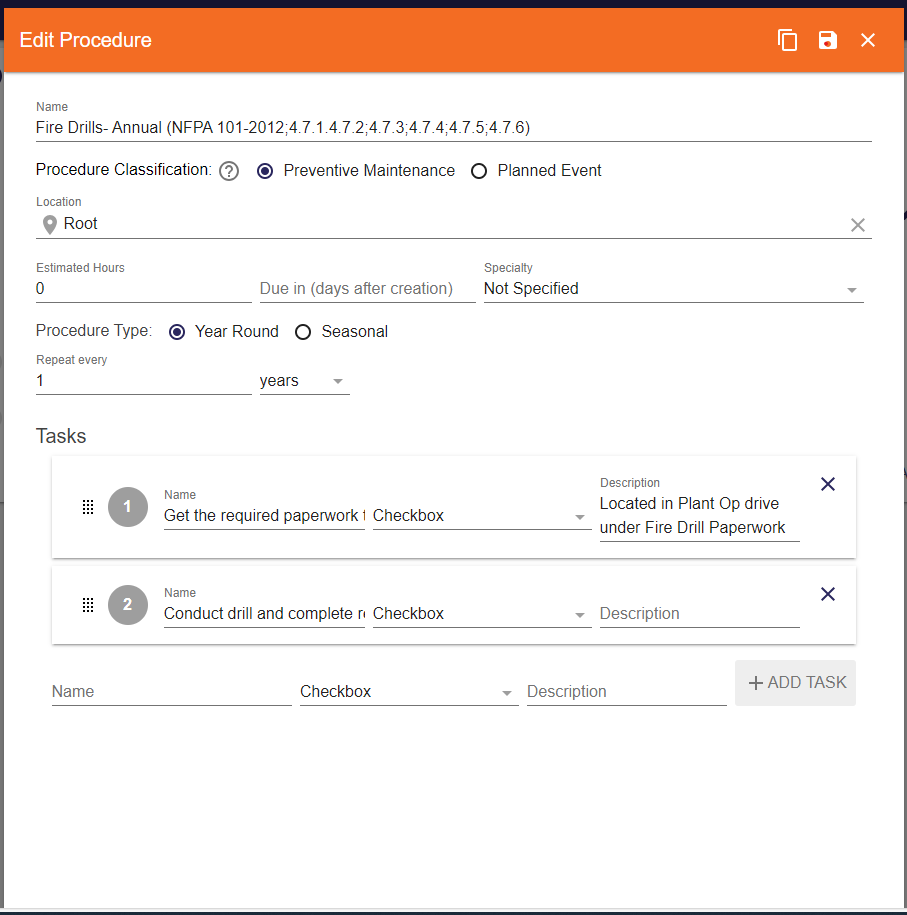 Edit Procedure
Name
Fire Drills- Annual (NFPA 101-2012;4.7.1.4.7.2;4.7.3;4.7.4;4.7.5;4.7.6)
Procedure Classification: ? Preventive Maintenance Planned Event
Location
Root
Estimated Hours Specialty
0 Due in (days after creation) Not Specified
Procedure Type: Year Round Seasonal
Repeat every
1 years
Tasks
1 Name Description
Get the required paperwork Checkbox Located in Plant Op drive
under Fire Drill Paperwork
2 Name
Conduct drill and complete Checkbox Description
Name Checkbox Description + ADD TASK